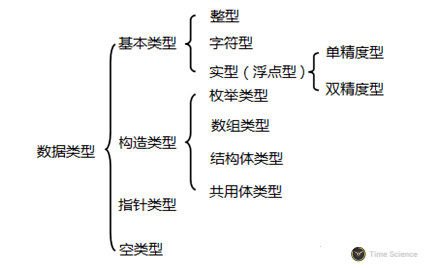 数据类型
基本类型
整型
字符型
实型（浮点型）
单精度型
双精度型
构造类型
枚举类型
数组类型
结构体类型
共用体类型
指针类型
空类型
Time Science